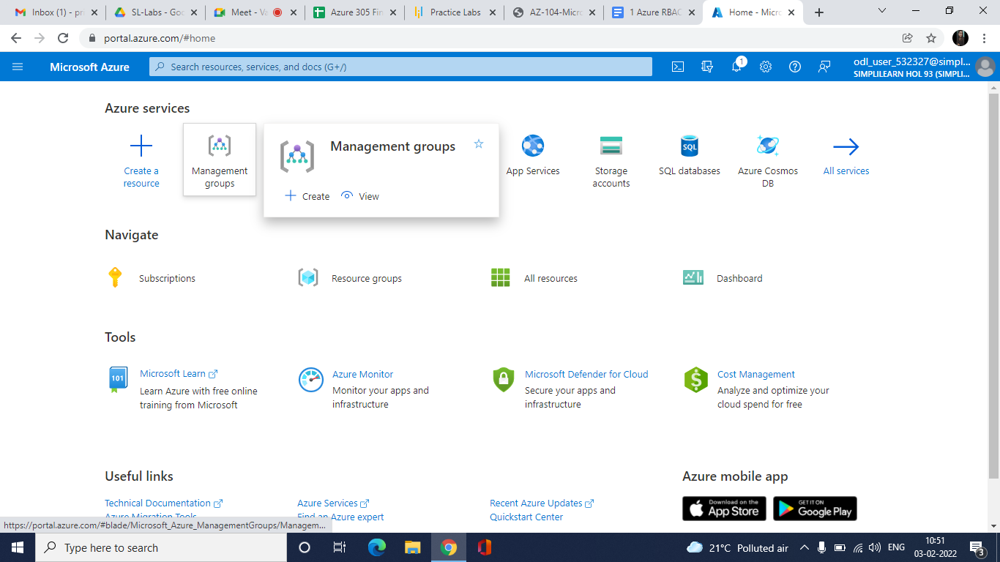 Inbox (1) - pr
SL-Labs - Goo
Meet - Va
Azure 305 Fin
Practice Labs
AZ-104-Micro
1 Azure RBAC
Home - Micro
portal.azure.com/#home
Microsoft Azure
Search resources, services, and docs (G+/)
1
odl_user_532327@simpl...
SIMPLILEARN HOL 93 (SIMPLI...
Azure services
Create a
resource
Management
groups
Management groups
Create
View
App Services
Storage
accounts
SQL
SQL databases
Azure Cosmos
DB
All services
Navigate
Subscriptions
Resource groups
All resources
Dashboard
Tools
101
Microsoft Learn
Learn Azure with free online
training from Microsoft
Azure Monitor
Monitor your apps and
infrastructure
Microsoft Defender for Cloud
Secure your apps and
infrastructure
$
Cost Management
Analyze and optimize your
cloud spend for free
Useful links
Technical Documentation
Azure Migration Tools
Azure Services
Find an Azure expert
Recent Azure Updates
Quickstart Center
Azure mobile app
Download on the
App Store
GET IT ON
Google Play
https://portal.azure.com/#blade/Microsoft_Azure_ManagementGroups/Managem...
Type here to search
21°C Polluted air
ENG
10:51
03-02-2022
3